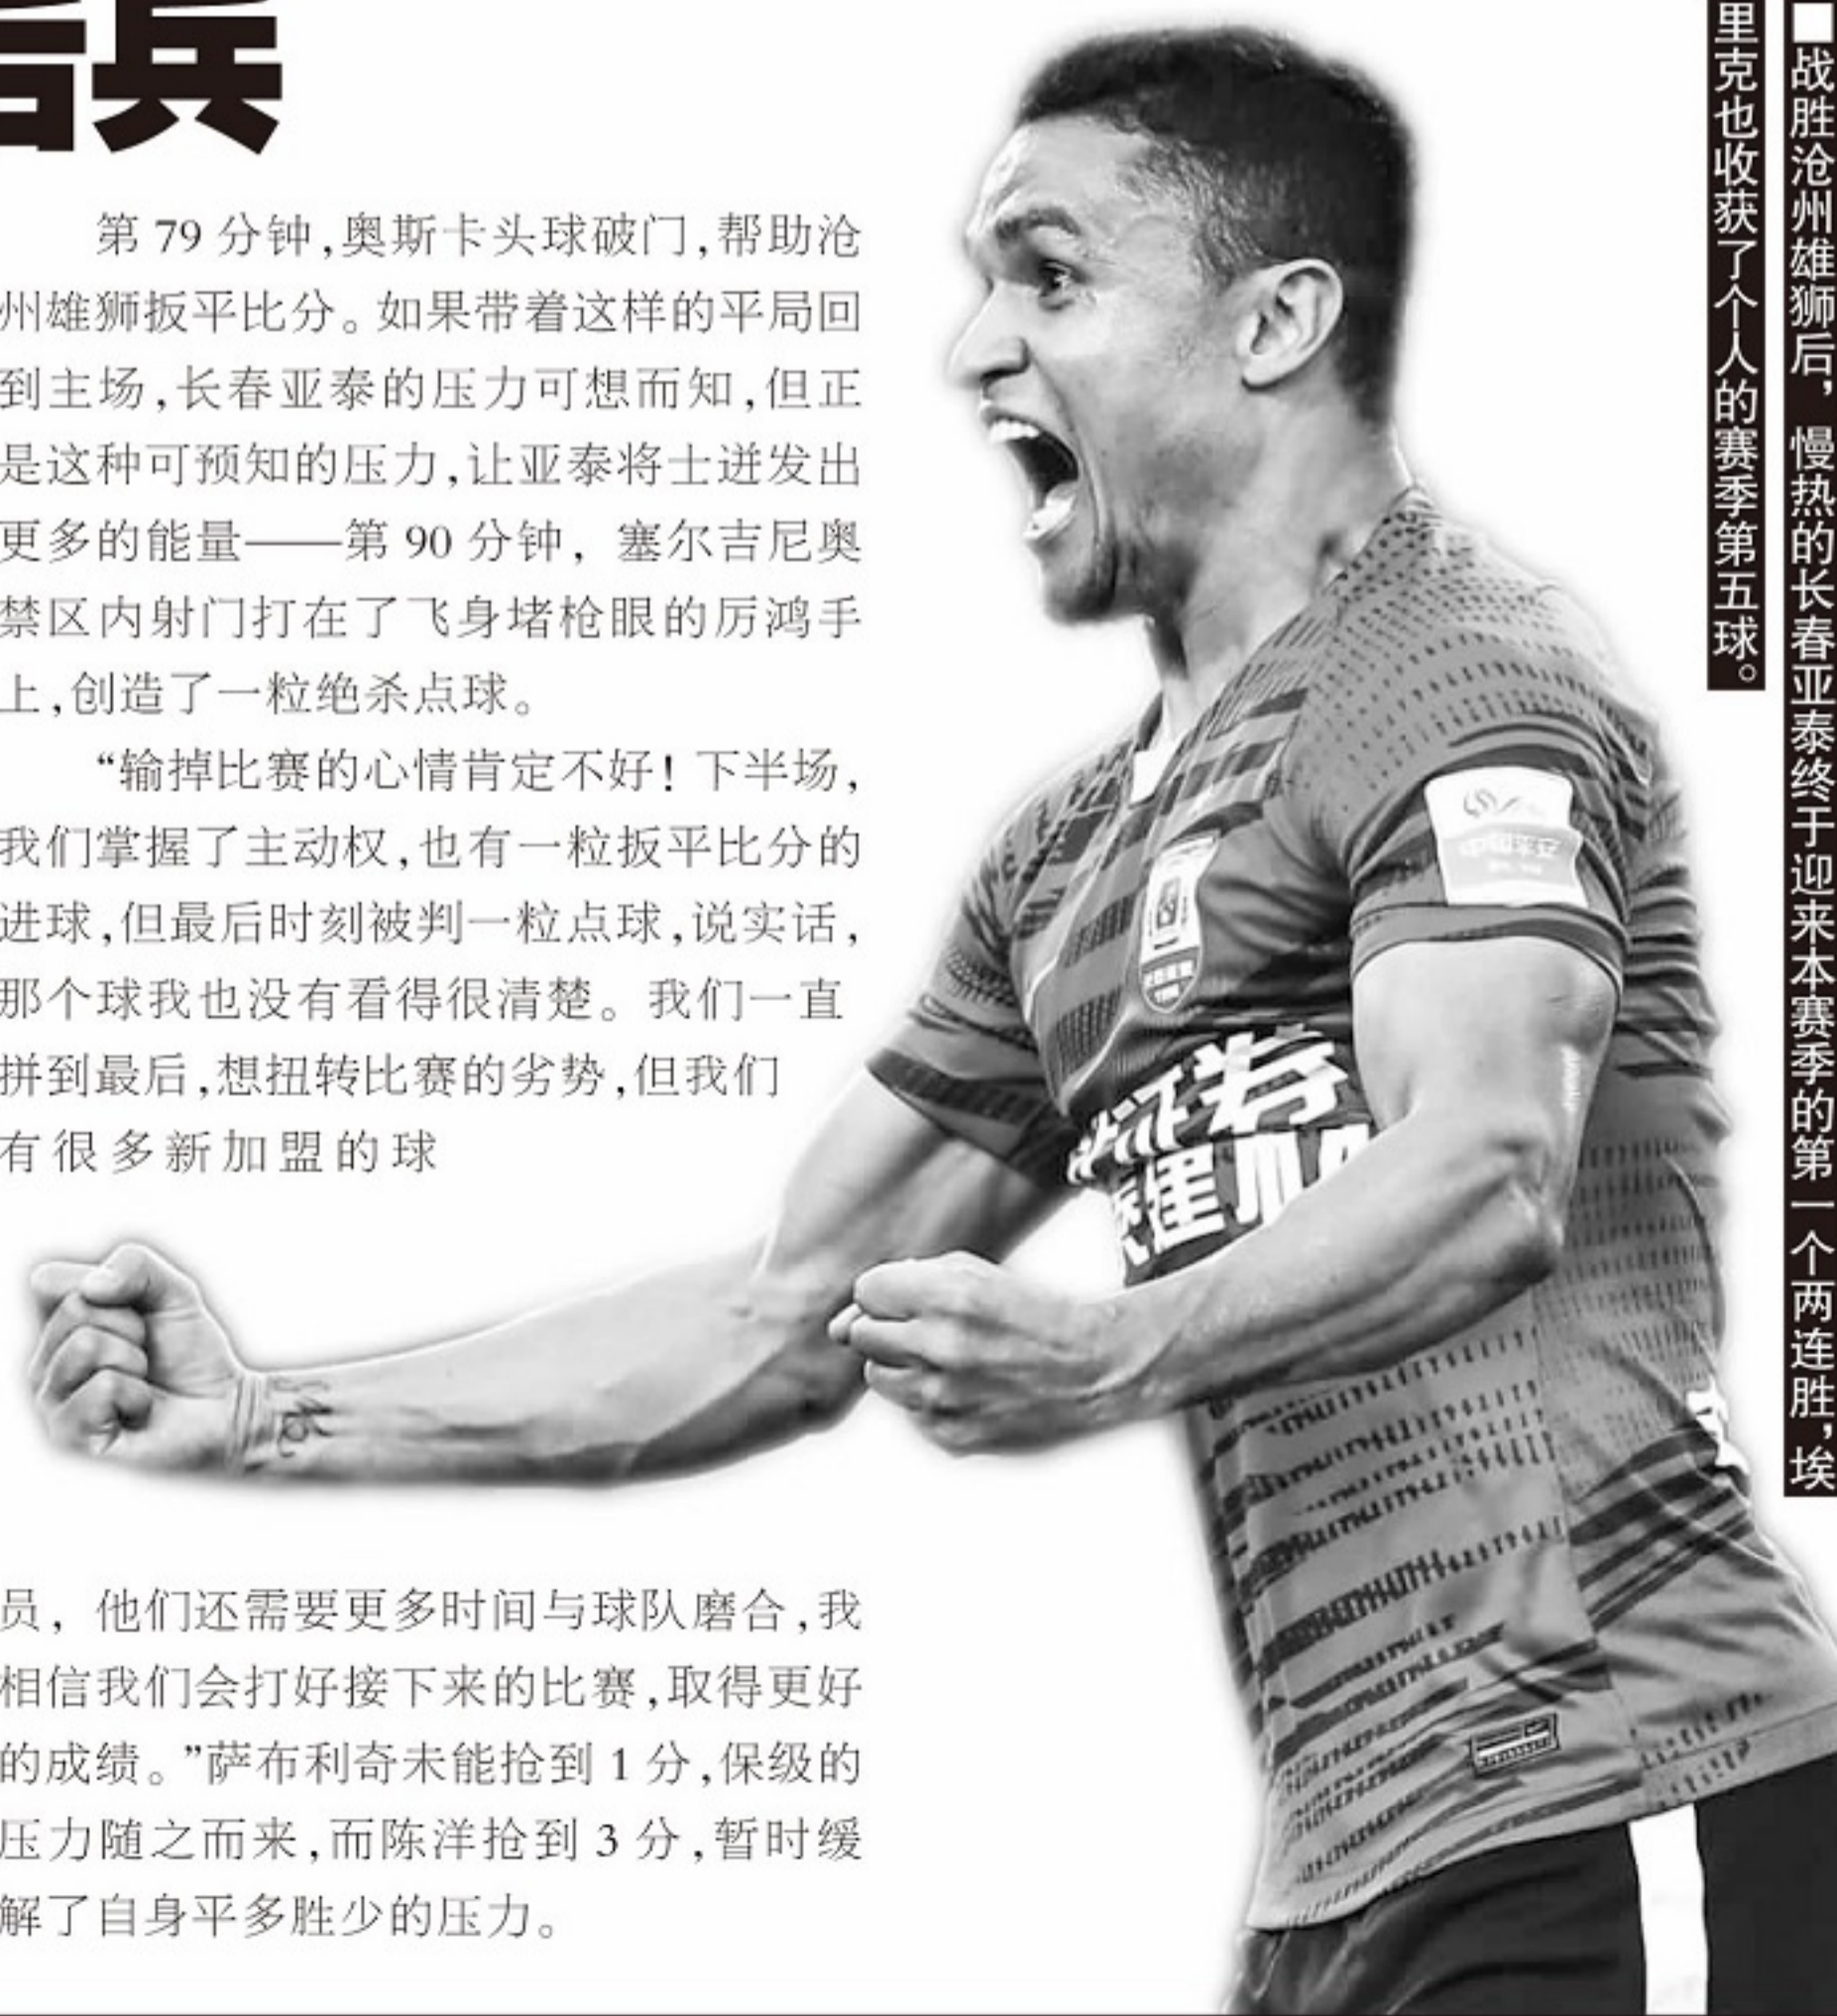 后兵
第 79 分钟,奥斯卡头球破门,帮助沧
州雄狮扳平比分。如果带着这样的平局回
到主场,长春亚泰的压力可想而知,但正
是这种可预知的压力,让亚泰将士迸发出
更多的能量——第 90 分钟, 塞尔吉尼奥
禁区内射门打在了飞身堵枪眼的厉鸿手
上,创造了一粒绝杀点球。
“输掉比赛的心情肯定不好! 下半场,
我们掌握了主动权,也有一粒扳平比分的
进球,但最后时刻被判一粒点球,说实话,
那个球我也没有看得很清楚。我们一直
拼到最后,想扭转比赛的劣势,但我们
有很多新加盟的球
员, 他们还需要更多时间与球队磨合,我
相信我们会打好接下来的比赛,取得更好
的成绩。”萨布利奇未能抢到 1 分,保级的
压力随之而来,而陈洋抢到 3 分,暂时缓
解了自身平多胜少的压力。
■战胜沧州雄狮后，慢热的长春亚泰终于迎来本赛季的第一个两连胜，埃
里克也收获了个人的赛季第五球。